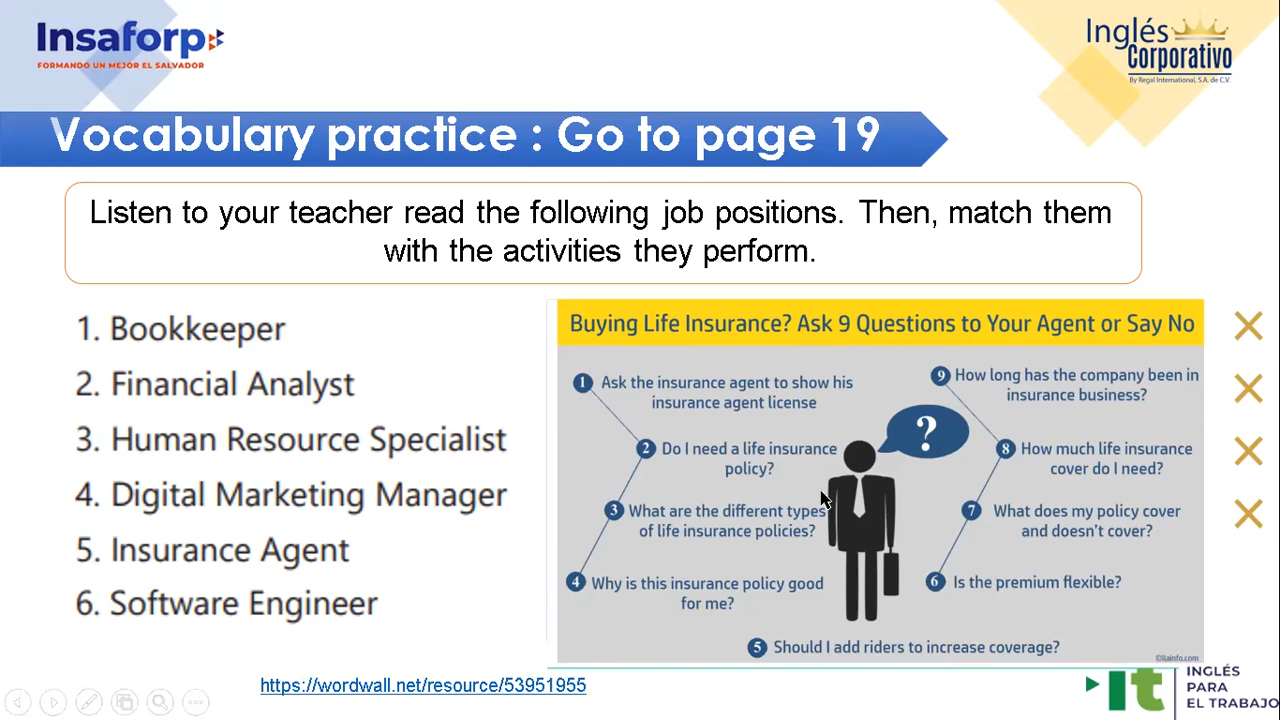 Insaforp
FORMANDO UN MEJOR EL SALVADOR
Inglés
Corporativo
By Regal International, S.A. de C.V.
Vocabulary practice : Go to page 19
Listen to your teacher read the following job positions. Then, match them
with the activities they perform.
1. Bookkeeper
2. Financial Analyst
3. Human Resource Specialist
4. Digital Marketing Manager
5. Insurance Agent
6. Software Engineer
Buying Life Insurance? Ask 9 Questions to Your Agent or Say No
1 Ask the insurance agent to show his
insurance agent license
2 Do I need a life insurance
policy?
3 What are the different types
of life insurance policies?
4 Why is this insurance policy good
for me?
5 Should I add riders to increase coverage?
6 Is the premium flexible?
7 What does my policy cover
and doesn't cover?
8 How much life insurance
cover do I need?
9 How long has the company been in
insurance business?
?
©ilainfo.com
https://wordwall.net/resource/53951955
it
INGLÉS
PARA
EL TRABAJO